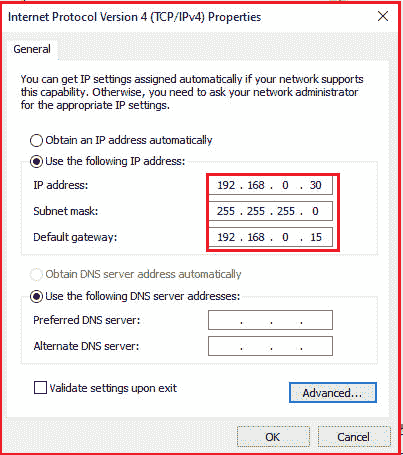 Internet Protocol Version 4 (TCP/IPv4) Properties
General
You can get IP settings assigned automatically if your network supports
this capability. Otherwise, you need to ask your network administrator
for the appropriate IP settings.
Obtain an IP address automatically
Use the following IP address:
IP address: 192 . 168 . 0 . 30
Subnet mask: 255 . 255 . 255 . 0
Default gateway: 192 . 168 . 0 . 15
Obtain DNS server address automatically
Use the following DNS server addresses:
Preferred DNS server: . . .
Alternate DNS server: . . .
Validate settings upon exit
Advanced...
OK Cancel